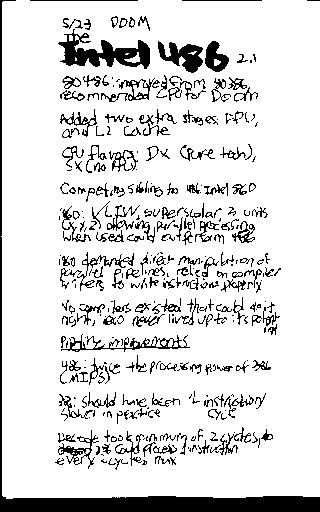 5/23 DOOM
The
Intel 486 2.1
80486: improved from 80386,
recommended CPU for Doom
Added two extra stages, FPU,
and L1 Cache
CPU flavors: DX (Pure tech),
SX (no FPU).
Competing sibling to 486: Intel 860
i860: VLIW, superscalar, 2 units
allowing parallel processing
when used could outperform 486
i860 demanded direct manipulation of
parallel pipelines, relied on compiler
writers to write instructions properly
No compilers existed that could do it
right, i860 never lived up to its potential
Pipeline improvements
486: twice the processing power of 386
(MIPS)
386: should have been 1 instruction/
slower in practice cycle
Decode took minimum of 2 cycles,
could process 1 instruction
every 2 cycles, max